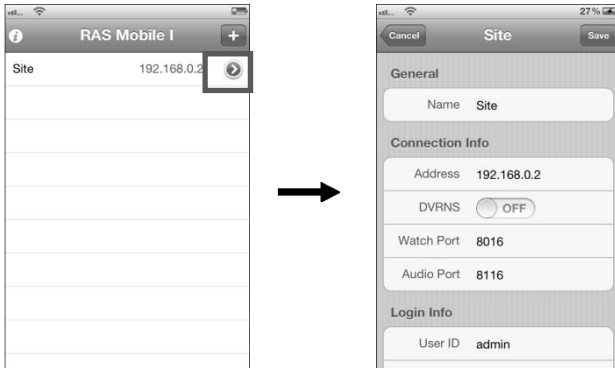 RAS Mobile I
+
Site 192.168.0.2
27%
Cancel Site Save
General
Name Site
Connection Info
Address 192.168.0.2
DVRNS OFF
Watch Port 8016
Audio Port 8116
Login Info
User ID admin